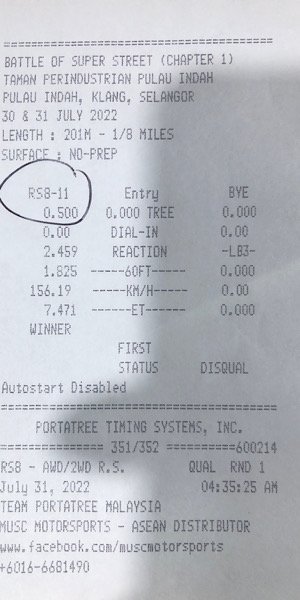 ==========================================
BATTLE OF SUPER STREET (CHAPTER 1)
TAMAN PERINDUSTRIAN PULAU INDAH
PULAU INDAH, KLANG, SELANGOR
30 & 31 JULY 2022
LENGTH : 201M - 1/8 MILES
SURFACE : NO-PREP
==========================================
RS8-11 Entry BYE
0.500 0.000 TREE 0.000
0.00 DIAL-IN 0.00
2.459 REACTION -LB3-
1.825 -----60FT----- 0.000
156.19 -----KM/H----- 0.00
7.471 ------ET------ 0.000
WINNER
FIRST
STATUS DISQUAL
Autostart Disabled
==========================================
PORTATREE TIMING SYSTEMS, INC.
================ 351/352 ==========600214
RS8 - AWD/2WD R.S. QUAL RND 1
July 31, 2022 04:35:25 AM
TEAM PORTATREE MALAYSIA
MUSC MOTORSPORTS - ASEAN DISTRIBUTOR
www.facebook.com/muscmotorsports
+6016-6681490